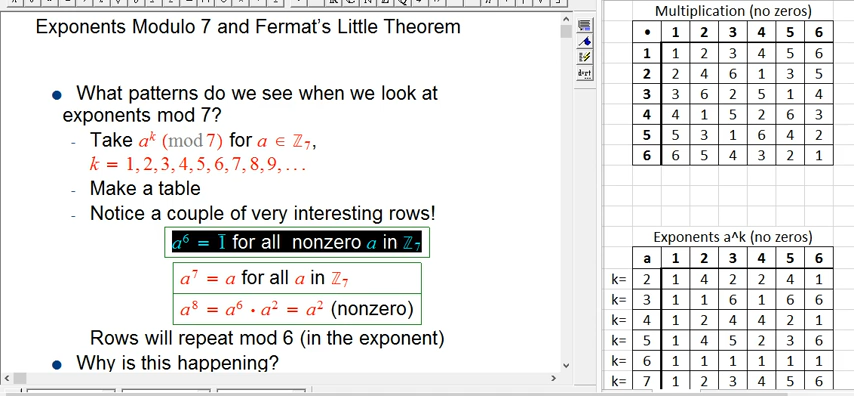 Exponents Modulo 7 and Fermat's Little Theorem
● What patterns do we see when we look at
exponents mod 7?
- Take a^k (mod 7) for a ∈ ℤ₇,
k = 1, 2, 3, 4, 5, 6, 7, 8, 9, . . .
- Make a table
- Notice a couple of very interesting rows!
a⁶ = 1̄ for all nonzero a in ℤ₇
a⁷ = a for all a in ℤ₇
a⁸ = a⁶ · a² = a² (nonzero)
Rows will repeat mod 6 (in the exponent)
● Why is this happening?
Multiplication (no zeros)
• 1 2 3 4 5 6
1 1 2 3 4 5 6
2 2 4 6 1 3 5
3 3 6 2 5 1 4
4 4 1 5 2 6 3
5 5 3 1 6 4 2
6 6 5 4 3 2 1
Exponents a^k (no zeros)
a 1 2 3 4 5 6
k= 2 1 4 2 2 4 1
k= 3 1 1 6 1 6 6
k= 4 1 2 4 4 2 1
k= 5 1 4 5 2 3 6
k= 6 1 1 1 1 1 1
k= 7 1 2 3 4 5 6